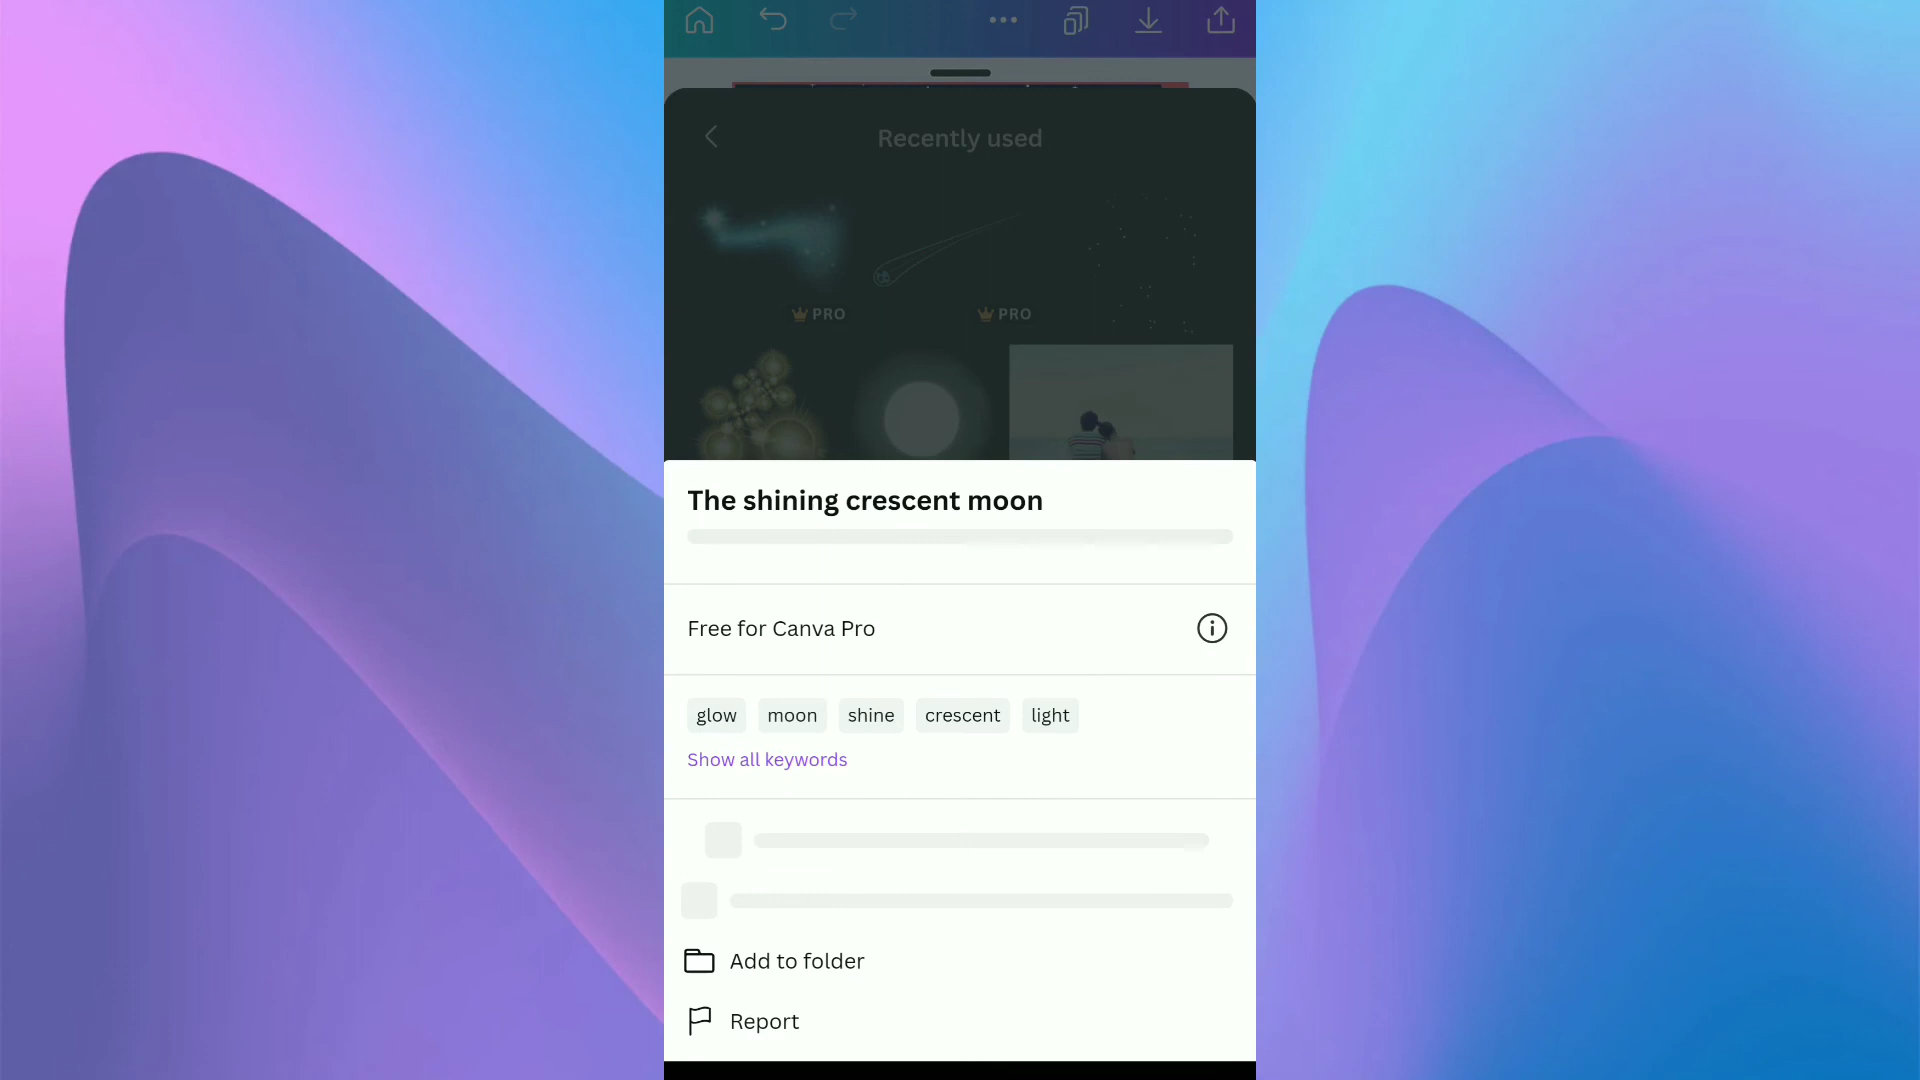 Recently used
PRO
PRO
The shining crescent moon
Free for Canva Pro
glow moon shine crescent light
Show all keywords
Add to folder
Report